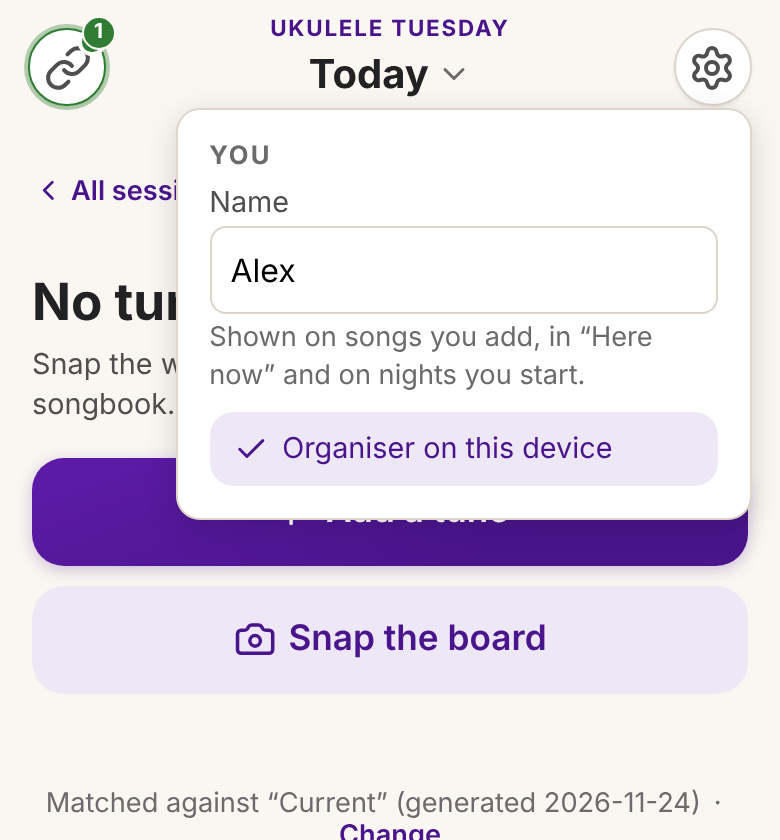 1
UKULELE TUESDAY
Today
YOU
Name
Alex
Shown on songs you add, in “Here
now” and on nights you start.
Organiser on this device
All
No
Snap the
songbook.
Snap the board
Matched against “Current” (generated 2026-11-24) ·
Change